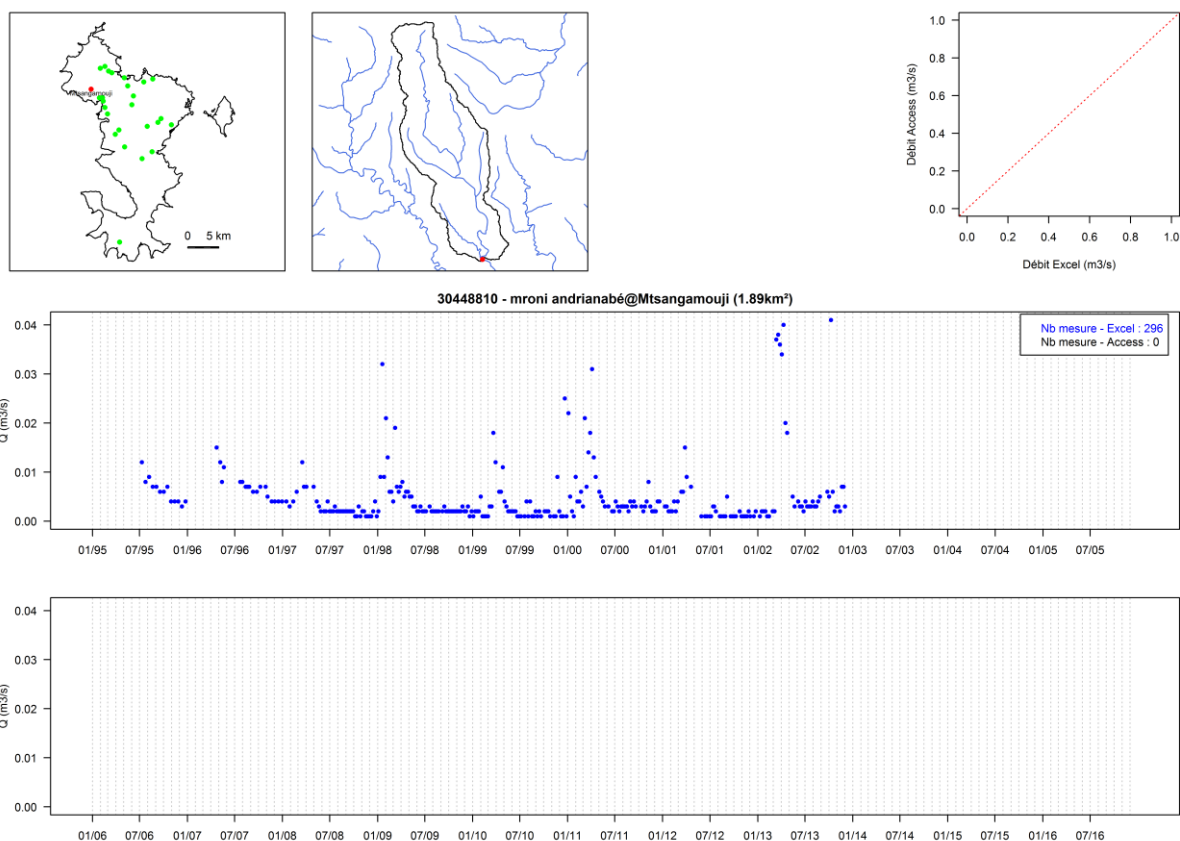 Mtsangamouji
0 5 km
Débit Access (m3/s)
1.0
0.8
0.6
0.4
0.2
0.0
0.0 0.2 0.4 0.6 0.8 1.0
Débit Excel (m3/s)
30448810 - mroni andrianabé@Mtsangamouji (1.89km²)
Nb mesure - Excel : 296
Nb mesure - Access : 0
Q (m3/s)
0.04
0.03
0.02
0.01
0.00
01/95 07/95 01/96 07/96 01/97 07/97 01/98 07/98 01/99 07/99 01/00 07/00 01/01 07/01 01/02 07/02 01/03 07/03 01/04 07/04 01/05 07/05
Q (m3/s)
0.04
0.03
0.02
0.01
0.00
01/06 07/06 01/07 07/07 01/08 07/08 01/09 07/09 01/10 07/10 01/11 07/11 01/12 07/12 01/13 07/13 01/14 07/14 01/15 07/15 01/16 07/16